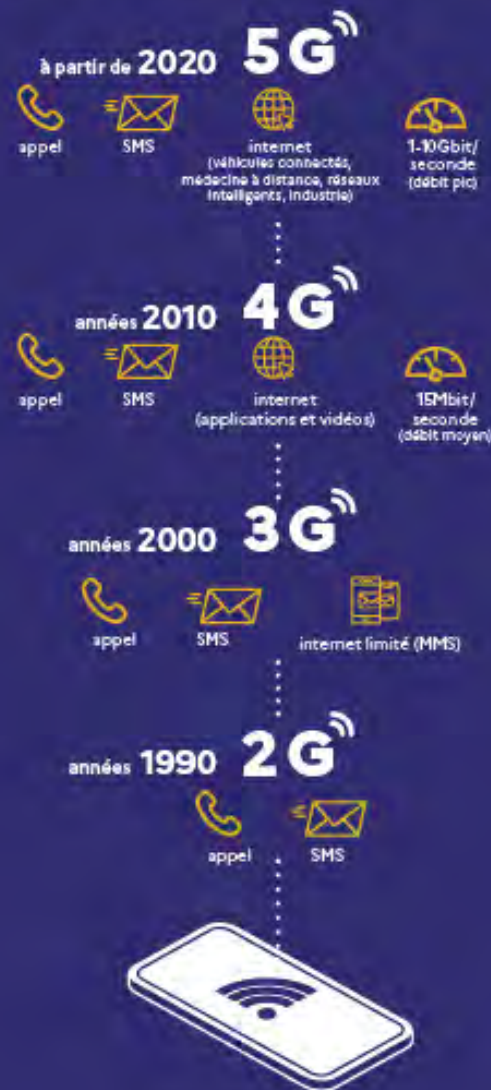 à partir de 2020 5G
appel
SMS
internet
(véhicules connectés,
médecine à distance, réseaux
intelligents, industrie)
1-10Gbit/
seconde
(débit pic)
années 2010 4G
appel
SMS
internet
(applications et vidéos)
15Mbit/
seconde
(débit moyen)
années 2000 3G
appel
SMS
internet limité (MMS)
années 1990 2G
appel
SMS